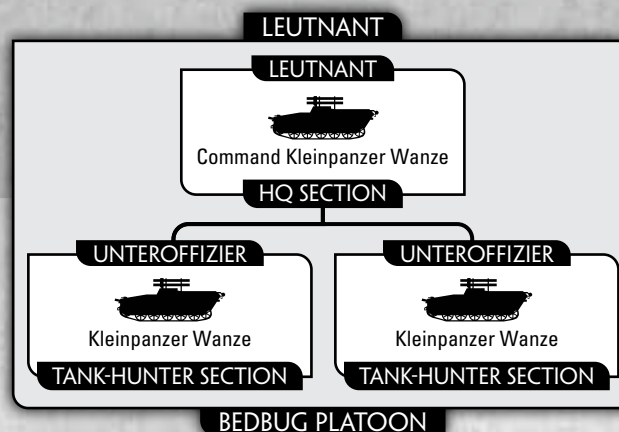 LEUTNANT
LEUTNANT
Command Kleinpanzer Wanze
HQ SECTION
UNTEROFFIZIER
Kleinpanzer Wanze
TANK-HUNTER SECTION
UNTEROFFIZIER
Kleinpanzer Wanze
TANK-HUNTER SECTION
BEDBUG PLATOON